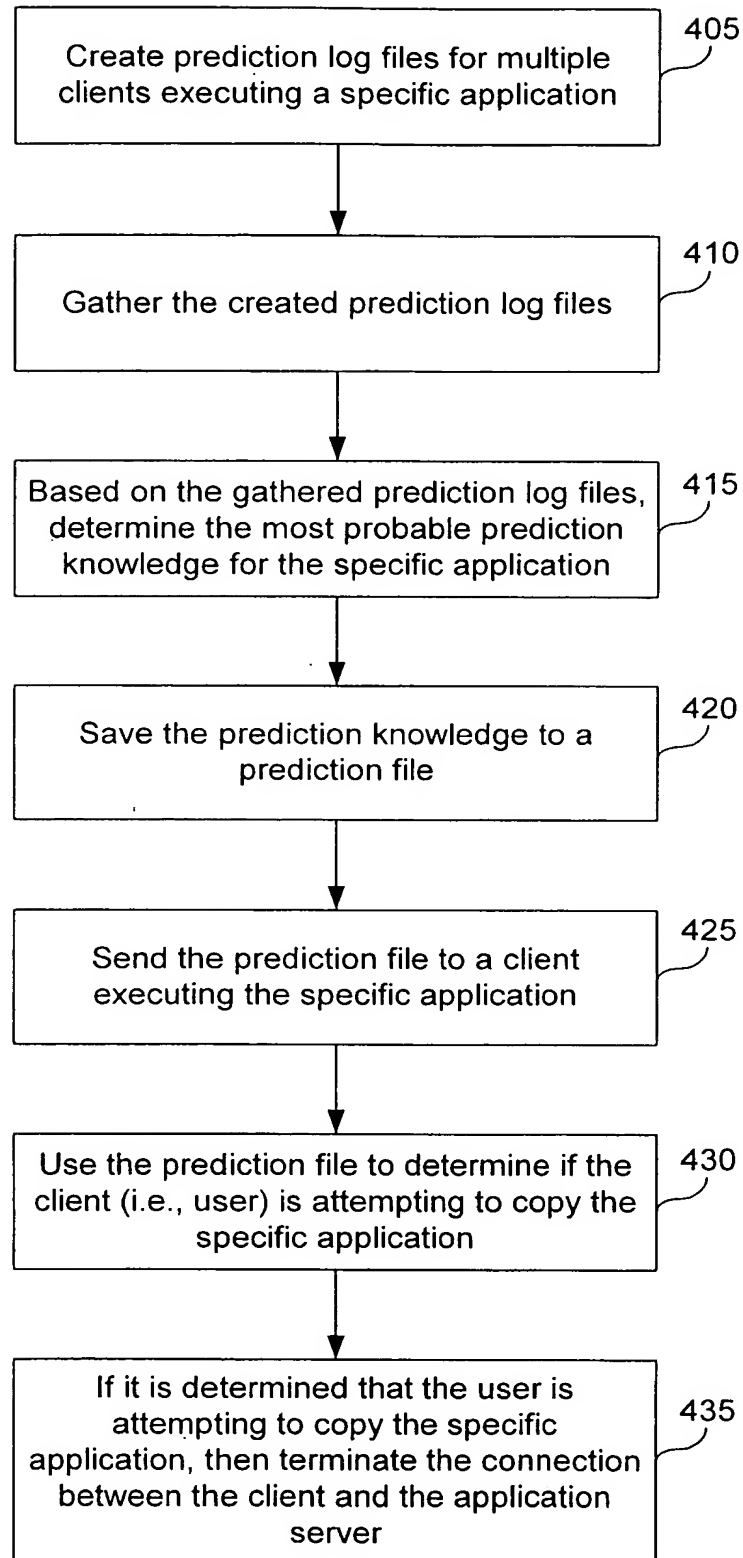 405
Create prediction log files for multiple
clients executing a specific application
410
Gather the created prediction log files
415
Based on the gathered prediction log files,
determine the most probable prediction
knowledge for the specific application
420
Save the prediction knowledge to a
prediction file
425
Send the prediction file to a client
executing the specific application
430
Use the prediction file to determine if the
client (i.e., user) is attempting to copy the
specific application
435
If it is determined that the user is
attempting to copy the specific
application, then terminate the connection
between the client and the application
server